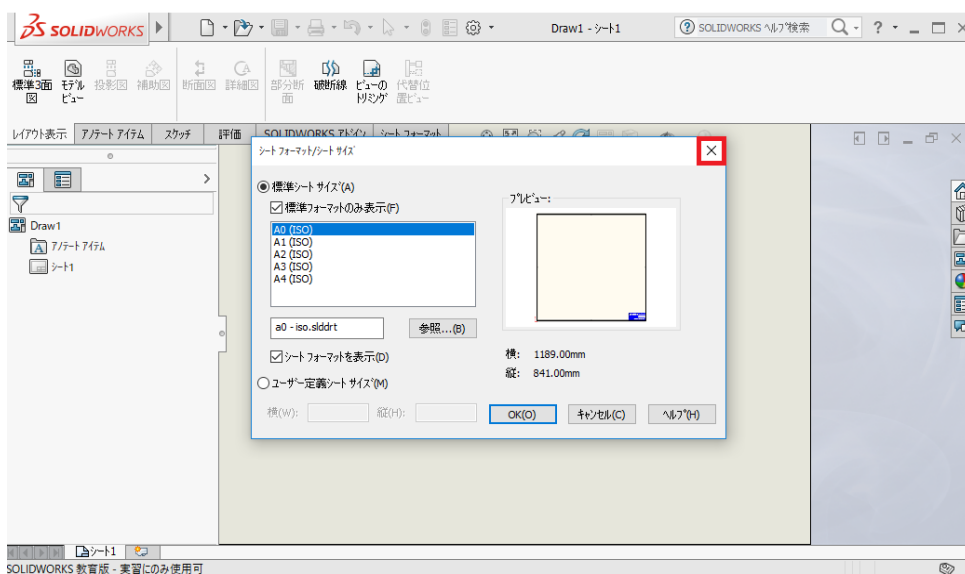 SOLIDWORKS
Draw1 - シート1
SOLIDWORKS ヘルプ検索
標準3面図
モデルビュー
投影図
補助図
断面図
詳細図
部分断面
破断線
ビューのトリミング
代替位置ビュー
レイアウト表示 アノテート アイテム スケッチ 評価 SOLIDWORKS アドイン シート フォーマット
シート フォーマット/シート サイズ
標準シート サイズ(A)
標準フォーマットのみ表示(F)
A0 (ISO)
A1 (ISO)
A2 (ISO)
A3 (ISO)
A4 (ISO)
a0 - iso.slddrt
参照...(B)
シート フォーマットを表示(D)
ユーザー定義シート サイズ(M)
横(W):
縦(H):
プレビュー:
横: 1189.00mm
縦: 841.00mm
OK(O)
キャンセル(C)
ヘルプ(H)
Draw1
アノテート アイテム
シート1
シート1
SOLIDWORKS 教育版 - 実習にのみ使用可